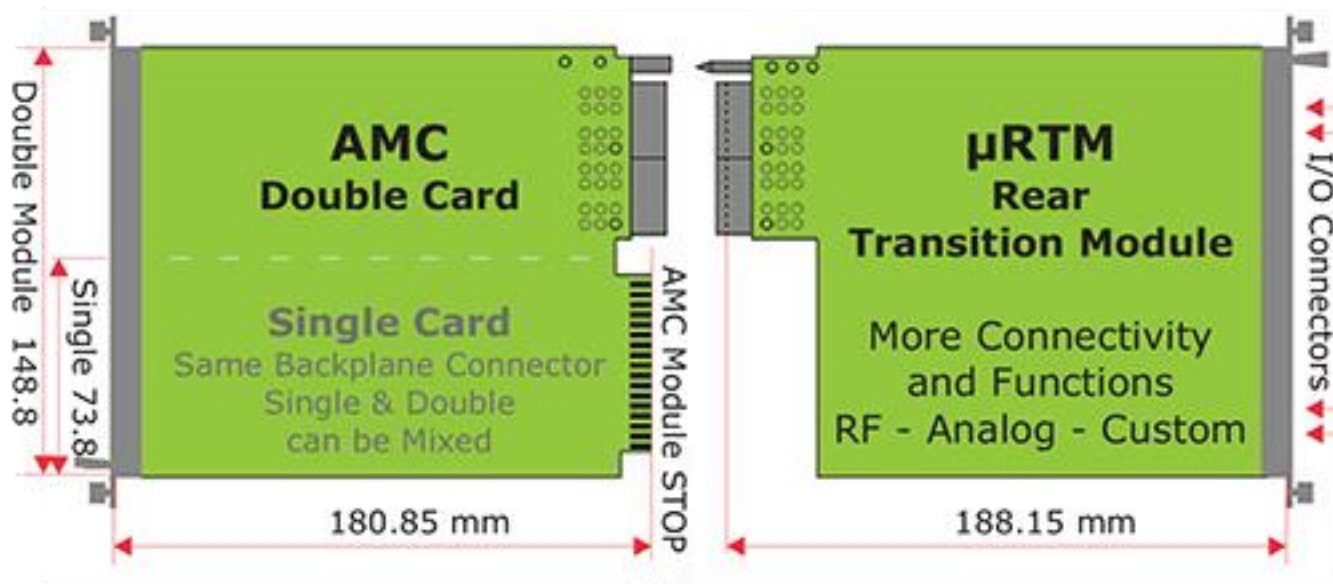 Double Module 148.8
Single 73.8
AMC
Double Card
Single Card
Same Backplane Connector
Single & Double
can be Mixed
AMC Module STOP
180.85 mm
µRTM
Rear
Transition Module
More Connectivity
and Functions
RF - Analog - Custom
I/O Connectors
188.15 mm